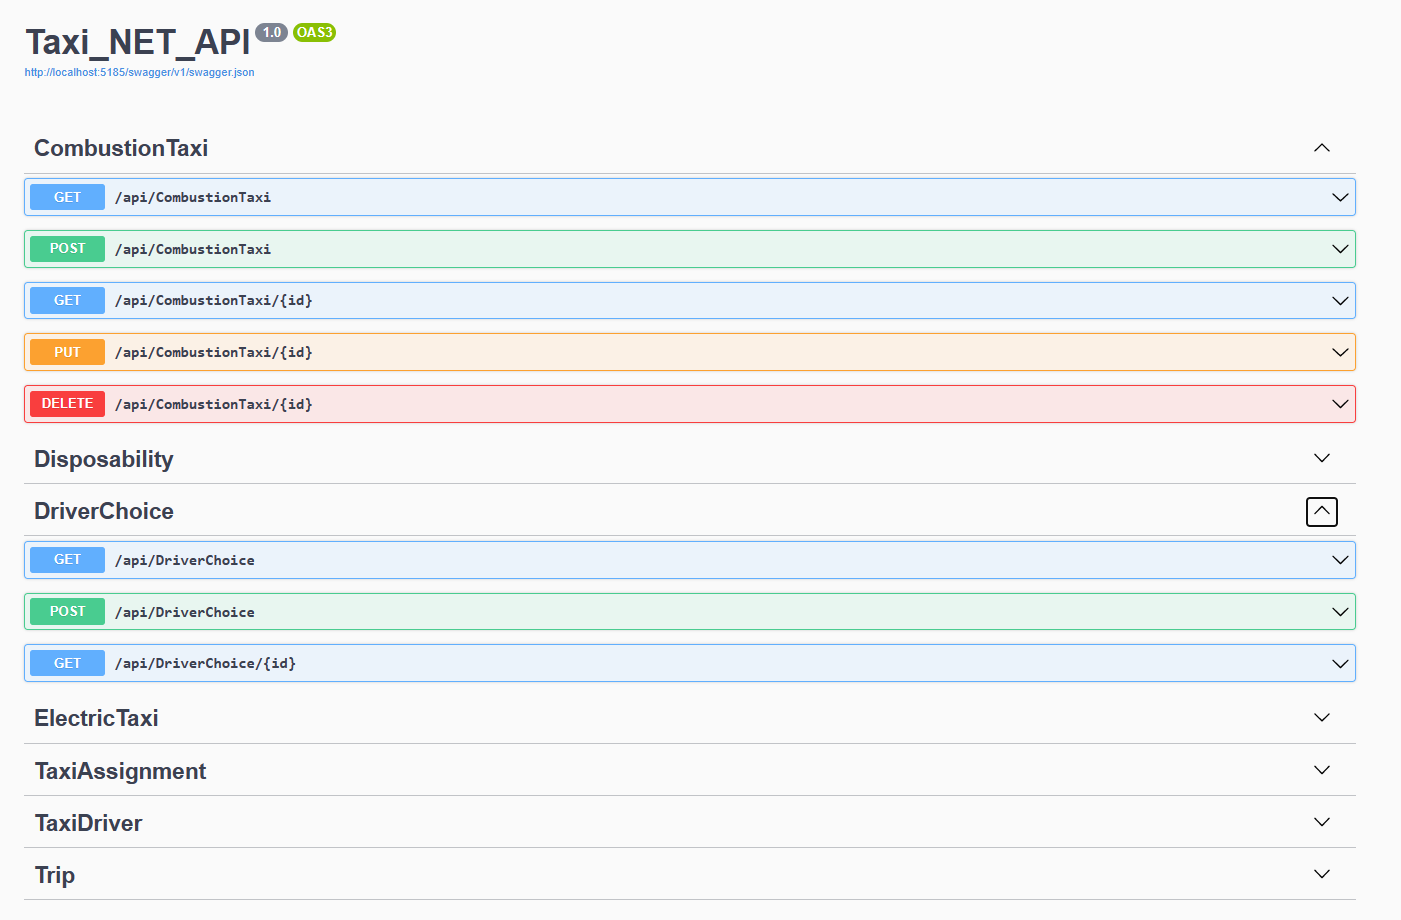 Taxi_NET_API 1.0 OAS3
http://localhost:5185/swagger/v1/swagger.json
CombustionTaxi
GET /api/CombustionTaxi
POST /api/CombustionTaxi
GET /api/CombustionTaxi/{id}
PUT /api/CombustionTaxi/{id}
DELETE /api/CombustionTaxi/{id}
Disposability
DriverChoice
GET /api/DriverChoice
POST /api/DriverChoice
GET /api/DriverChoice/{id}
ElectricTaxi
TaxiAssignment
TaxiDriver
Trip